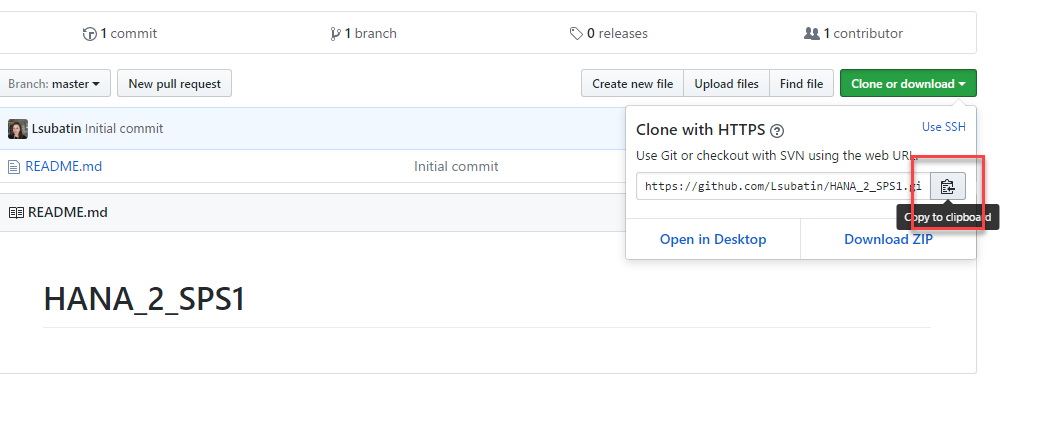 1 commit 1 branch 0 releases 1 contributor
Branch: master New pull request Create new file Upload files Find file Clone or download
Lsubatin Initial commit
README.md Initial commit
README.md
HANA_2_SPS1
Clone with HTTPS Use SSH
Use Git or checkout with SVN using the web URL.
https://github.com/Lsubatin/HANA_2_SPS1.gi
Copy to clipboard
Open in Desktop Download ZIP